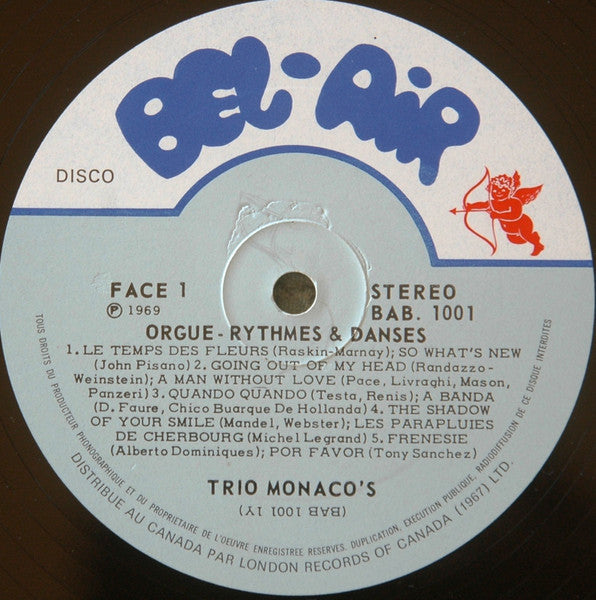 BEL-AIR
DISCO
FACE 1
℗ 1969
STEREO
BAB. 1001
ORGUE - RYTHMES & DANSES
1. LE TEMPS DES FLEURS (Raskin-Marnay); SO WHAT'S NEW
(John Pisano) 2. GOING OUT OF MY HEAD (Randazzo-
Weinstein); A MAN WITHOUT LOVE (Pace, Livraghi, Mason,
Panzeri) 3. QUANDO QUANDO (Testa, Renis); A BANDA
(D. Faure, Chico Buarque De Hollanda) 4. THE SHADOW
OF YOUR SMILE (Mandel, Webster); LES PARAPLUIES
DE CHERBOURG (Michel Legrand) 5. FRENESIE
(Alberto Dominiques); POR FAVOR (Tony Sanchez)
TRIO MONACO'S
(BAB 1001 1Y)
TOUS DROITS DU PRODUCTEUR PHONOGRAPHIQUE ET DU PROPRIETAIRE DE L'OEUVRE ENREGISTREE RESERVES. DUPLICATION, EXECUTION PUBLIQUE, RADIODIFFUSION DE CE DISQUE INTERDITES
DISTRIBUE AU CANADA PAR LONDON RECORDS OF CANADA (1967) LTD.